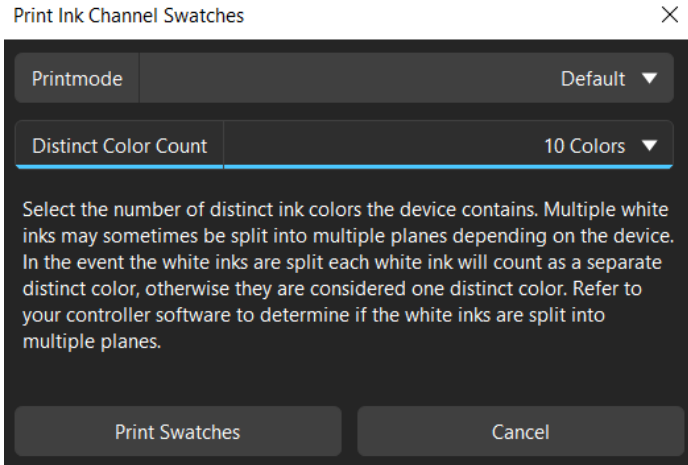 Print Ink Channel Swatches
Printmode Default
Distinct Color Count 10 Colors
Select the number of distinct ink colors the device contains. Multiple white
inks may sometimes be split into multiple planes depending on the device.
In the event the white inks are split each white ink will count as a separate
distinct color, otherwise they are considered one distinct color. Refer to
your controller software to determine if the white inks are split into
multiple planes.
Print Swatches Cancel